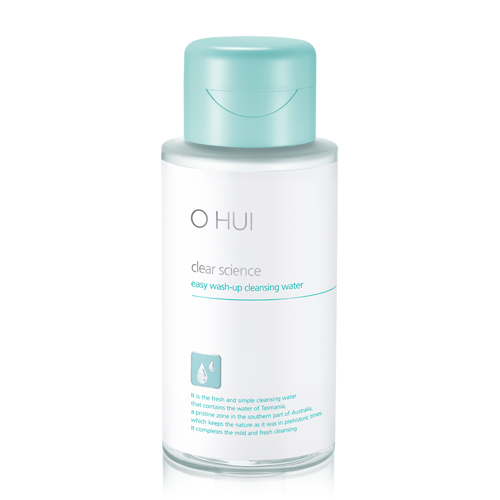 O HUI
clear science
easy wash-up cleansing water
It is the fresh and simple cleansing water
that contains the water of Tasmania,
a pristine zone in the southern part of Australia,
which keeps the nature as it was in prehistoric times.
It completes the mild and fresh cleansing